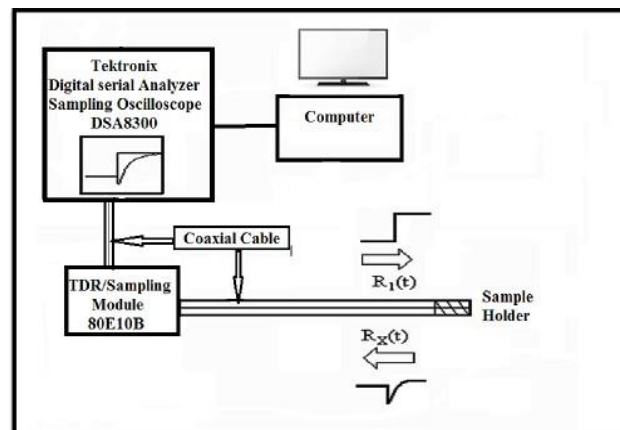 Tektronix
Digital serial Analyzer
Sampling Oscilloscope
DSA8300
Computer
Coaxial Cable
TDR/Sampling
Module
80E10B
R1(t)
Sample
Holder
RX(t)